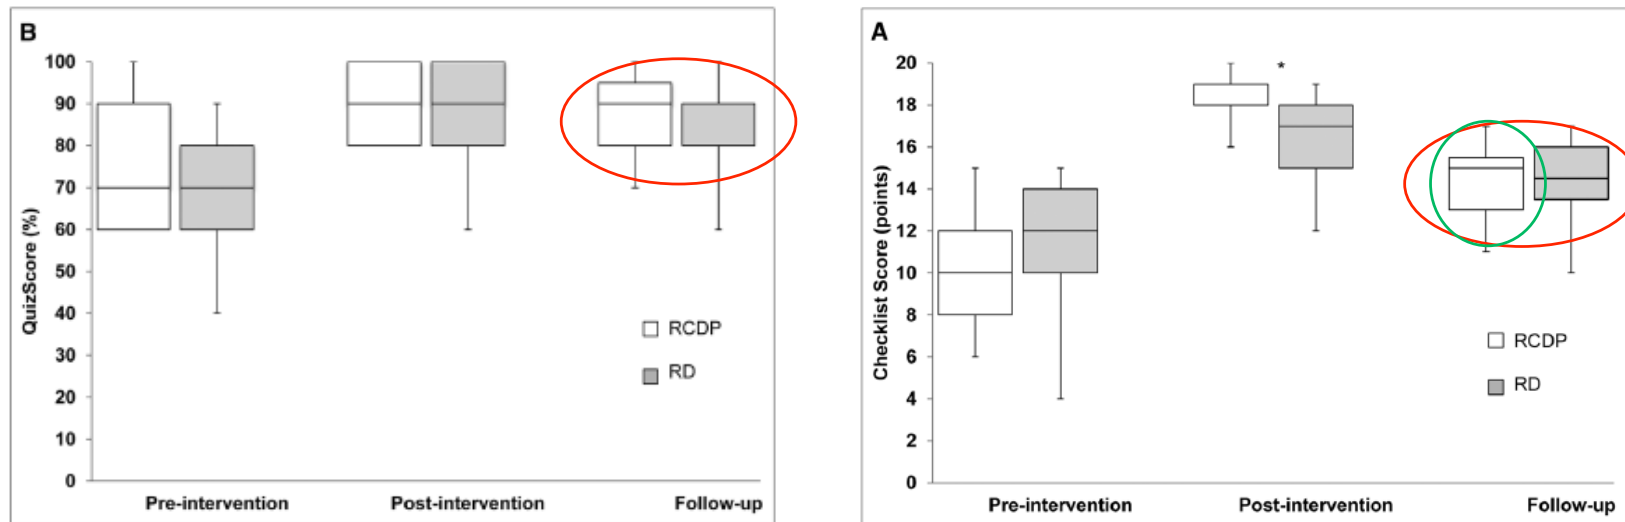 B
QuizScore (%)
100
90
80
70
60
50
40
30
20
10
0
RCDP
RD
Pre-intervention
Post-intervention
Follow-up
A
Checklist Score (points)
20
18
16
14
12
10
8
6
4
2
0
*
RCDP
RD
Pre-intervention
Post-intervention
Follow-up